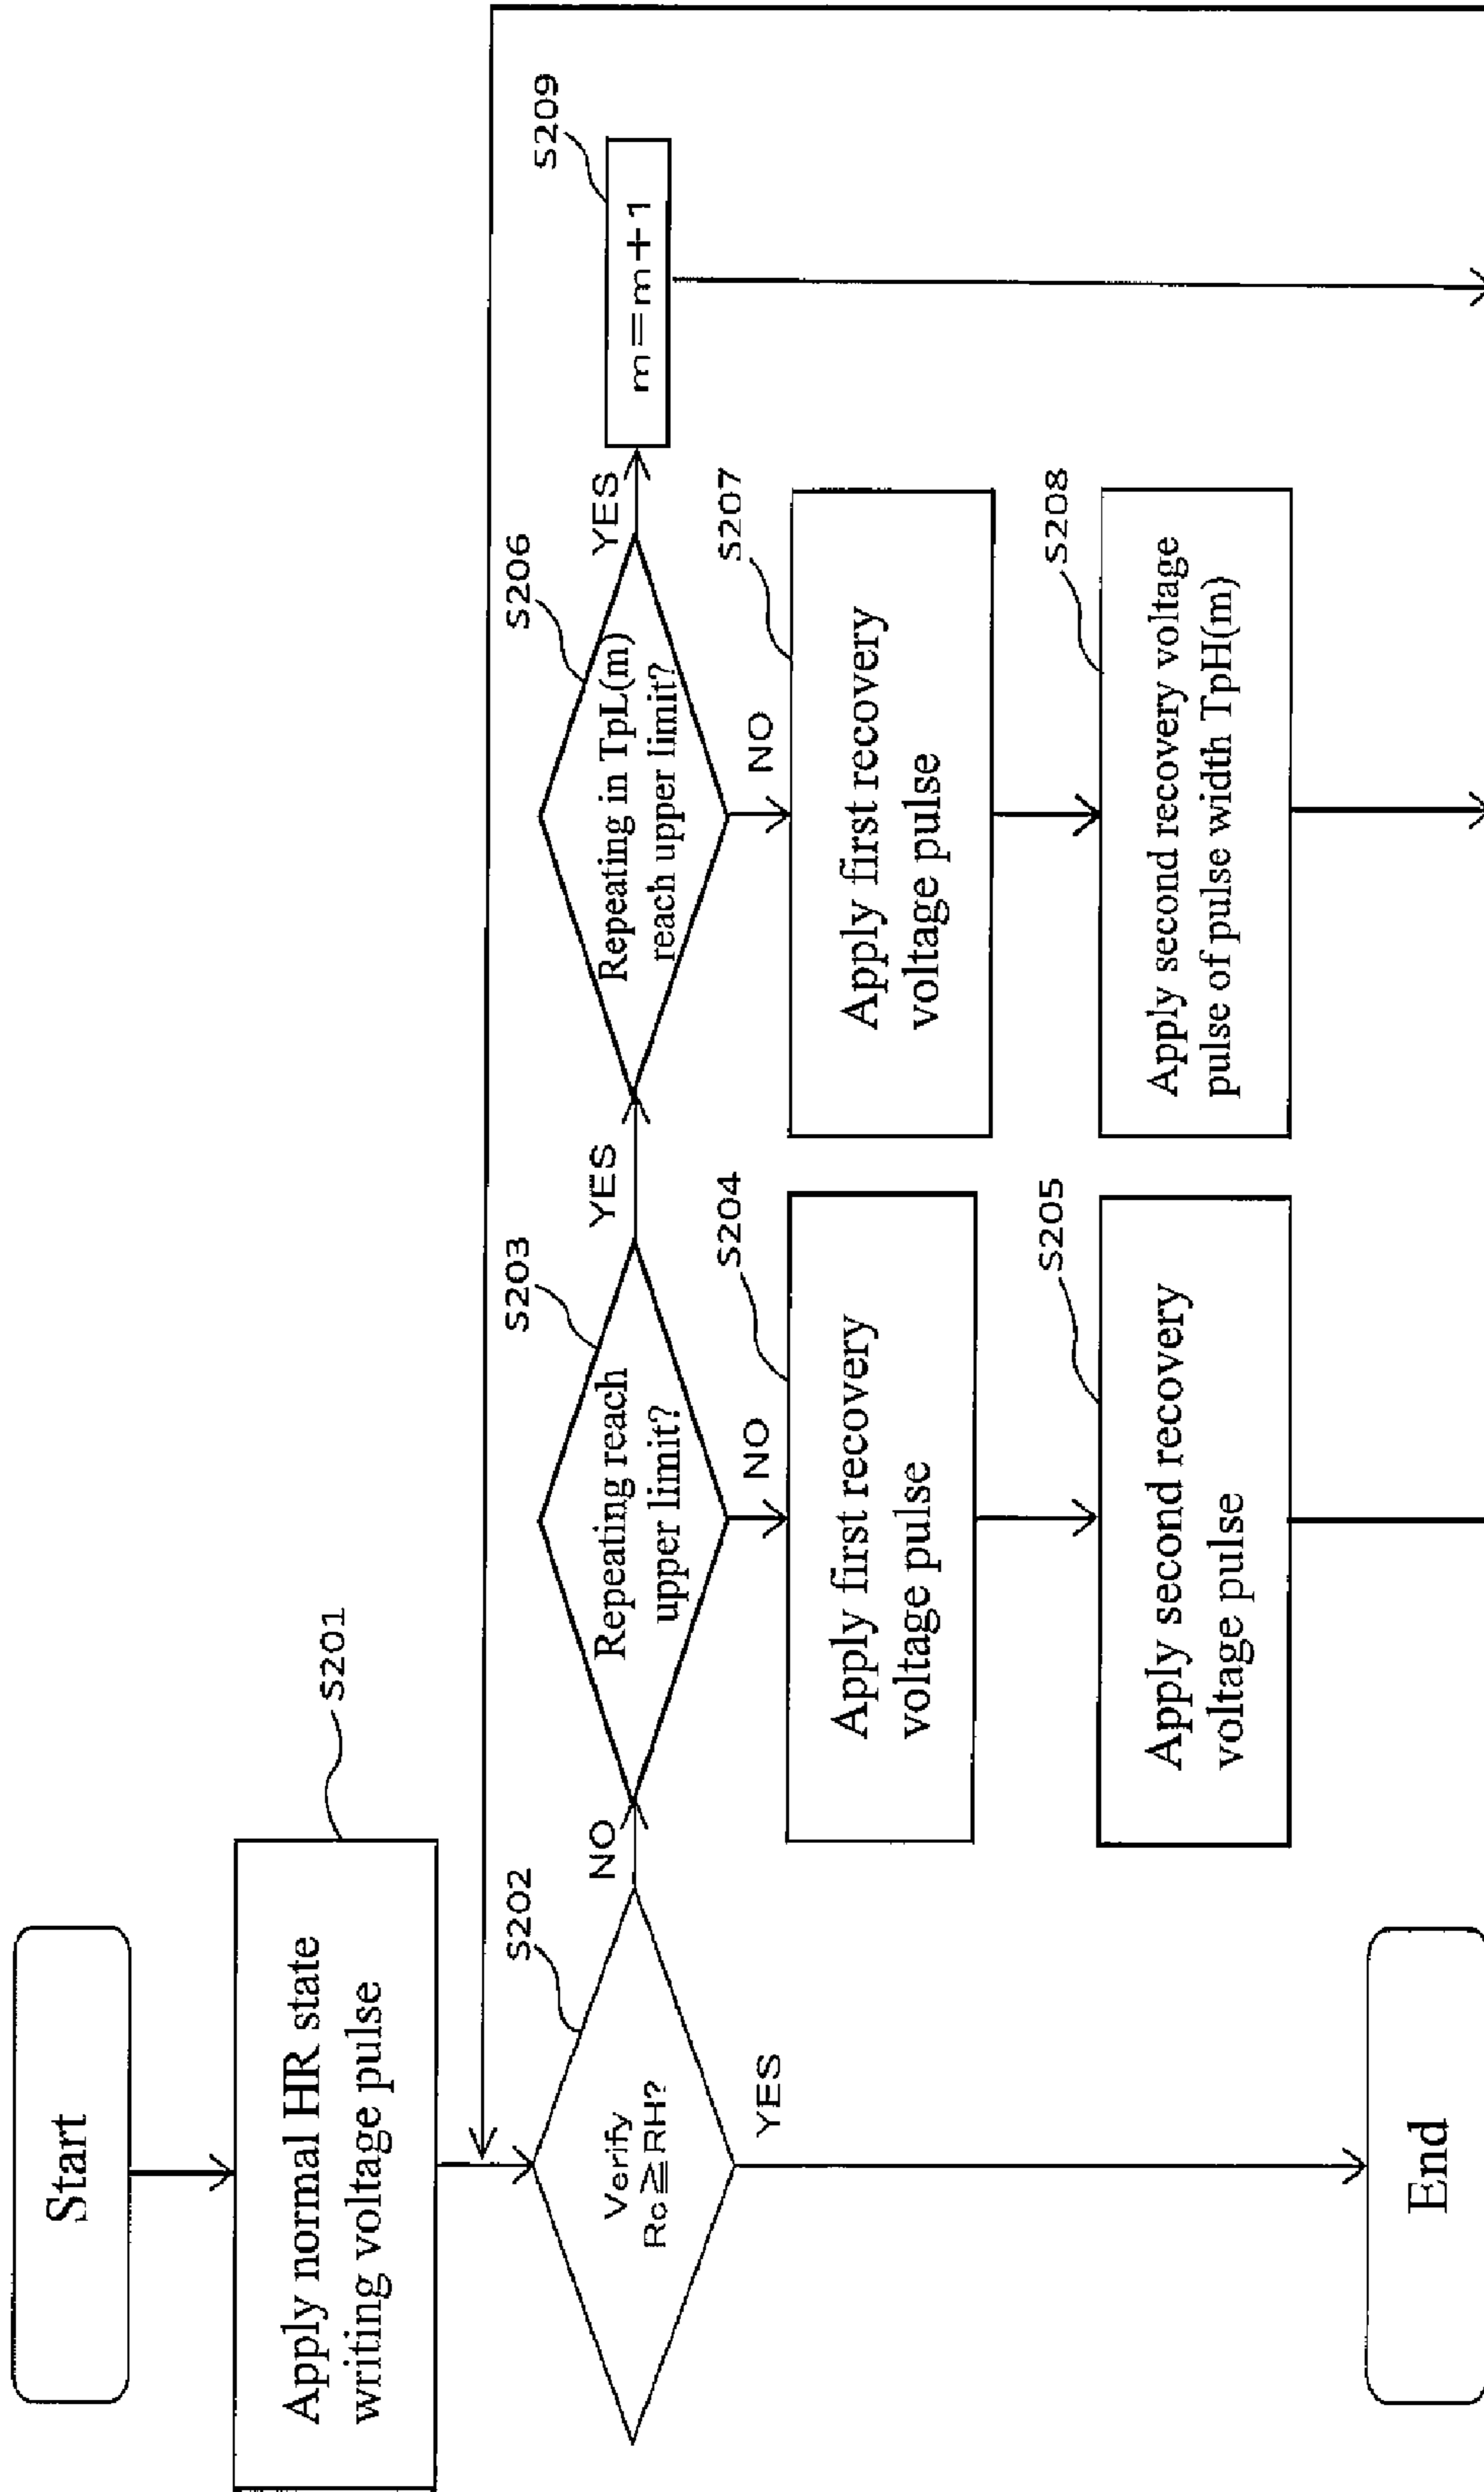 Start
S201
Apply normal HR state
writing voltage pulse
S202
Verify
Rc≧RH?
NO
YES
S203
Repeating reach
upper limit?
YES
NO
S206
Repeating in TpL(m)
reach upper limit?
YES
NO
S209
m=m+1
S204
Apply first recovery
voltage pulse
S207
Apply first recovery
voltage pulse
S205
Apply second recovery
voltage pulse
S208
Apply second recovery voltage
pulse of pulse width TpH(m)
End